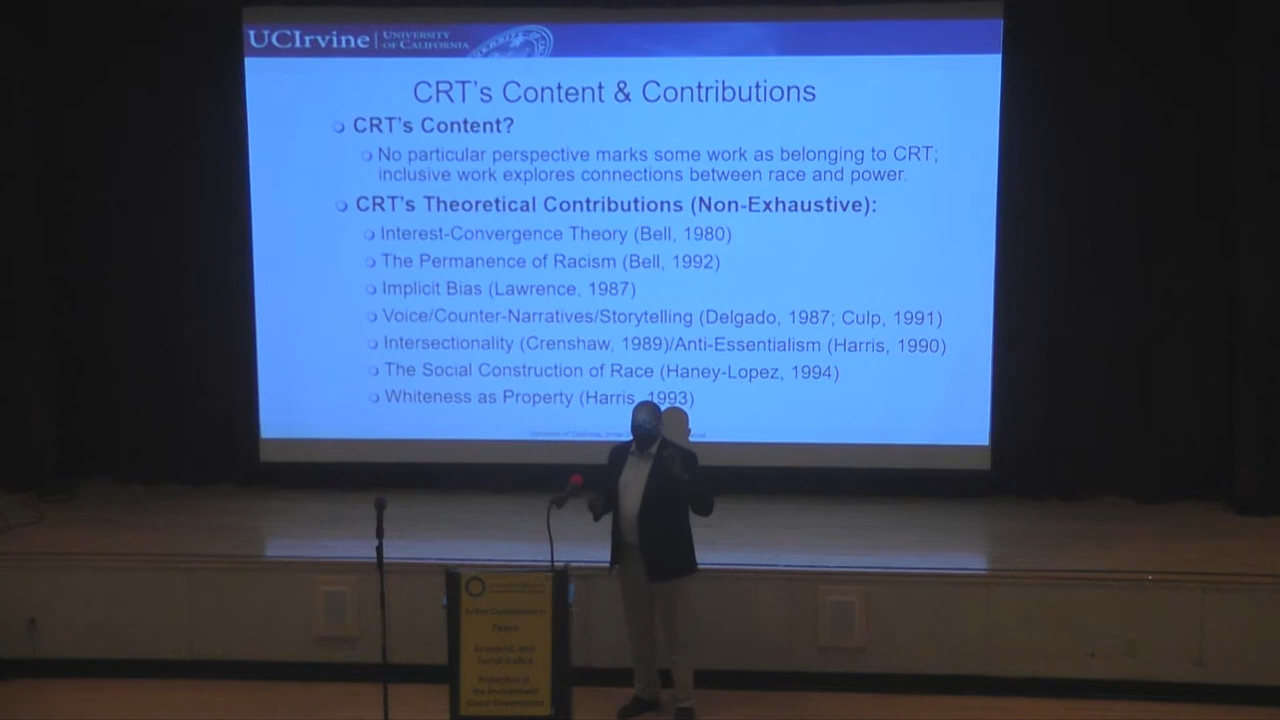 UCIrvine
UNIVERSITY
OF CALIFORNIA
CRT's Content & Contributions
CRT's Content?
No particular perspective marks some work as belonging to CRT;
inclusive work explores connections between race and power.
CRT's Theoretical Contributions (Non-Exhaustive):
Interest-Convergence Theory (Bell, 1980)
The Permanence of Racism (Bell, 1992)
Implicit Bias (Lawrence, 1987)
Voice/Counter-Narratives/Storytelling (Delgado, 1987; Culp, 1991)
Intersectionality (Crenshaw, 1989)/Anti-Essentialism (Harris, 1990)
The Social Construction of Race (Haney-Lopez, 1994)
Whiteness as Property (Harris, 1993)
Peace
Economic and
Social Justice
Protection of
the Environment